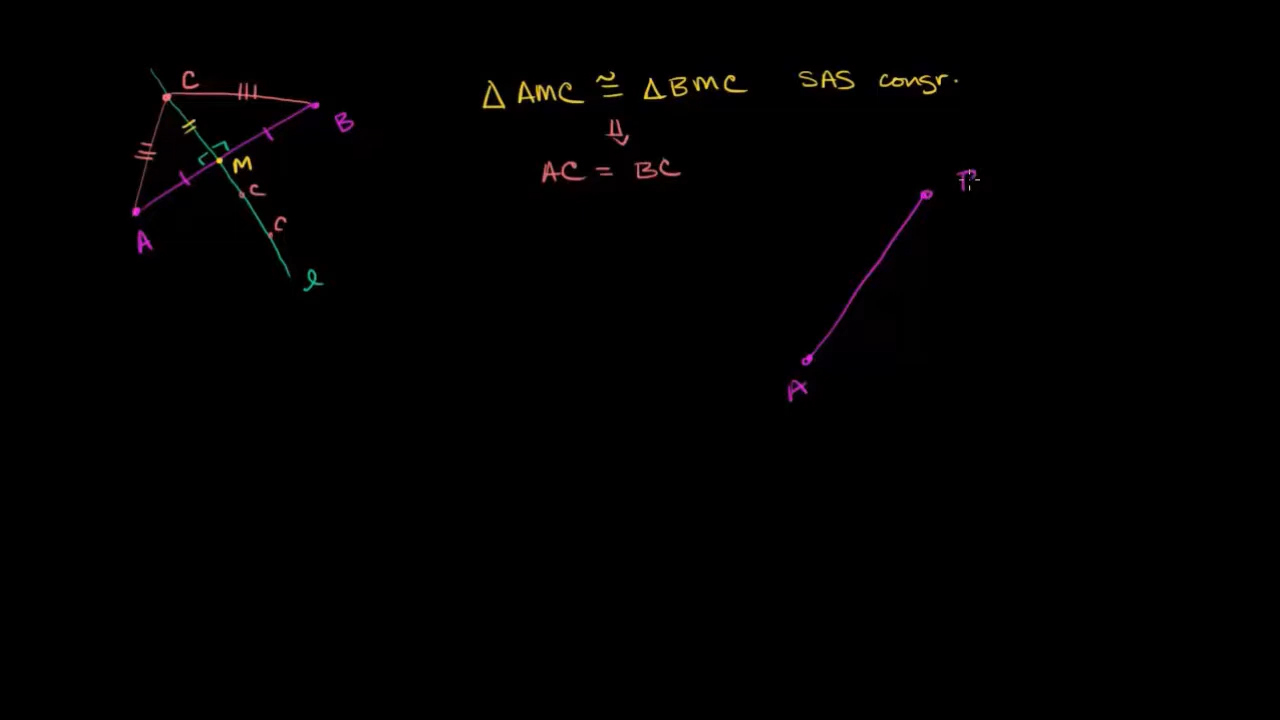 C
B
M
C
C
A
l
△AMC ≅ △BMC SAS congr.
⇓
AC = BC
A